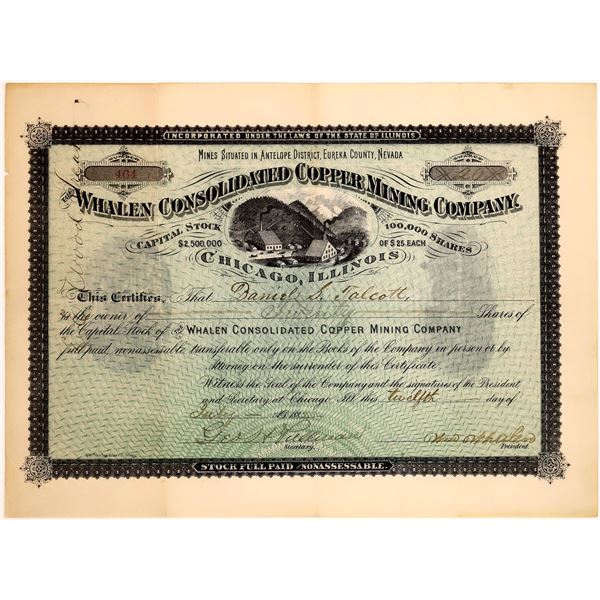 INCORPORATED UNDER THE LAWS OF THE STATE OF ILLINOIS
MINES SITUATED IN ANTELOPE DISTRICT, EUREKA COUNTY, NEVADA
464
THE WHALEN CONSOLIDATED COPPER MINING COMPANY.
CAPITAL STOCK
$2,500,000
100,000 SHARES
OF $25. EACH
CHICAGO, ILLINOIS
This Certifies, That Daniel S. Talcott,
is the owner of Twenty Shares of
the Capital Stock of THE WHALEN CONSOLIDATED COPPER MINING COMPANY
full paid, nonassessable, transferable only on the Books of the Company in person or by
Attorney on the surrender of this Certificate.
Witness the Seal of the Company and the signatures of the President
and Secretary at Chicago, Ill. this twelfth day of
July
Geo
Secretary.
President.
STOCK FULL PAID AND NONASSESSABLE.